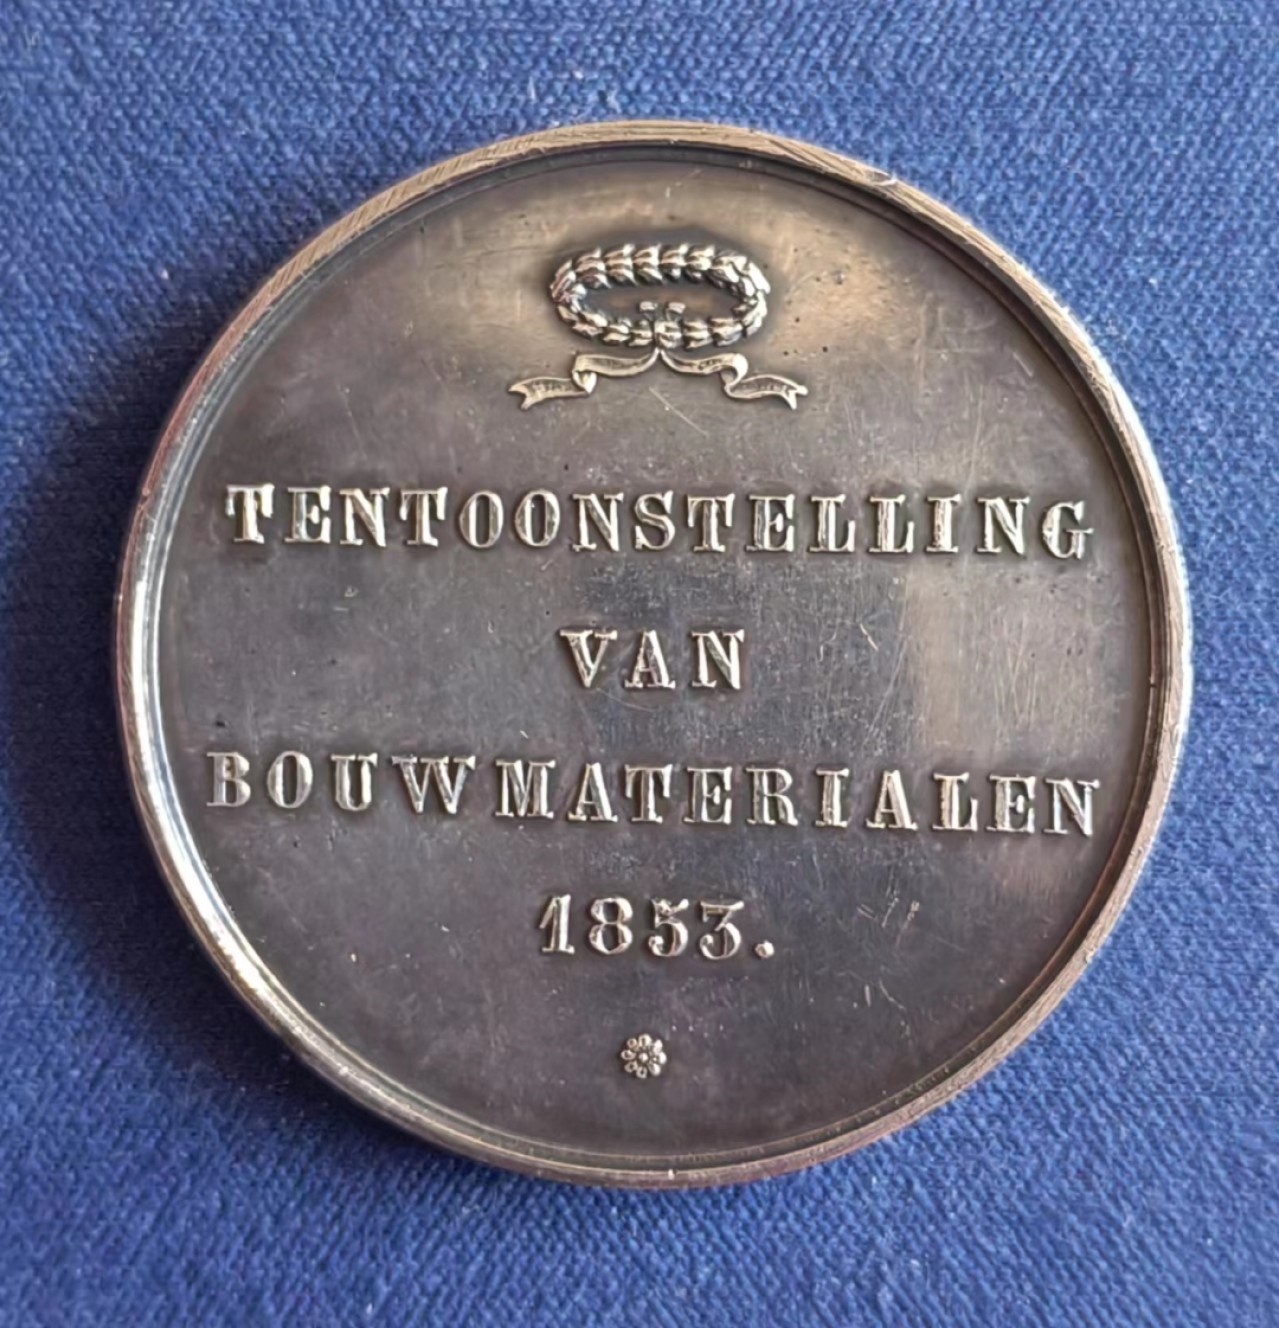 TENTOONSTELLING
VAN
BOUWMATERIALEN
1853.